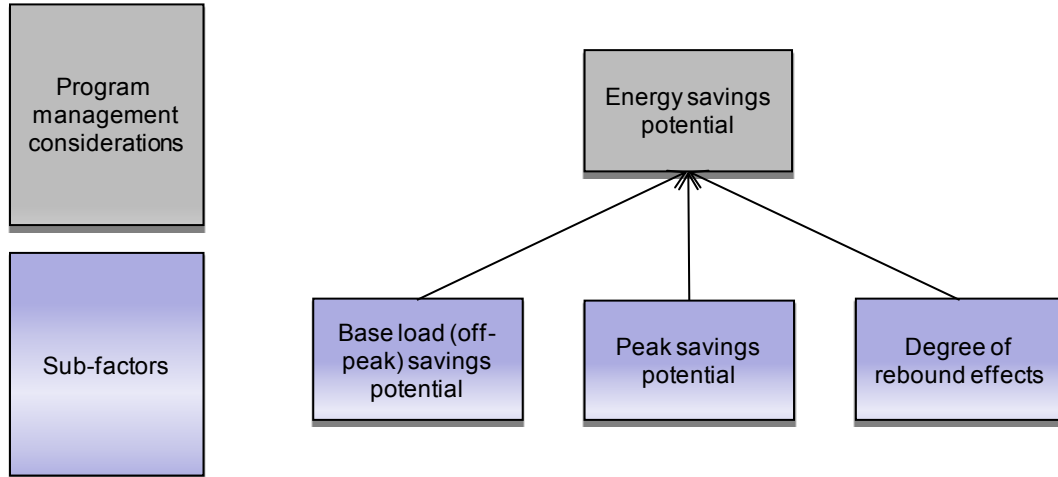 Program
management
considerations
Energy savings
potential
Sub-factors
Base load (off-
peak) savings
potential
Peak savings
potential
Degree of
rebound effects